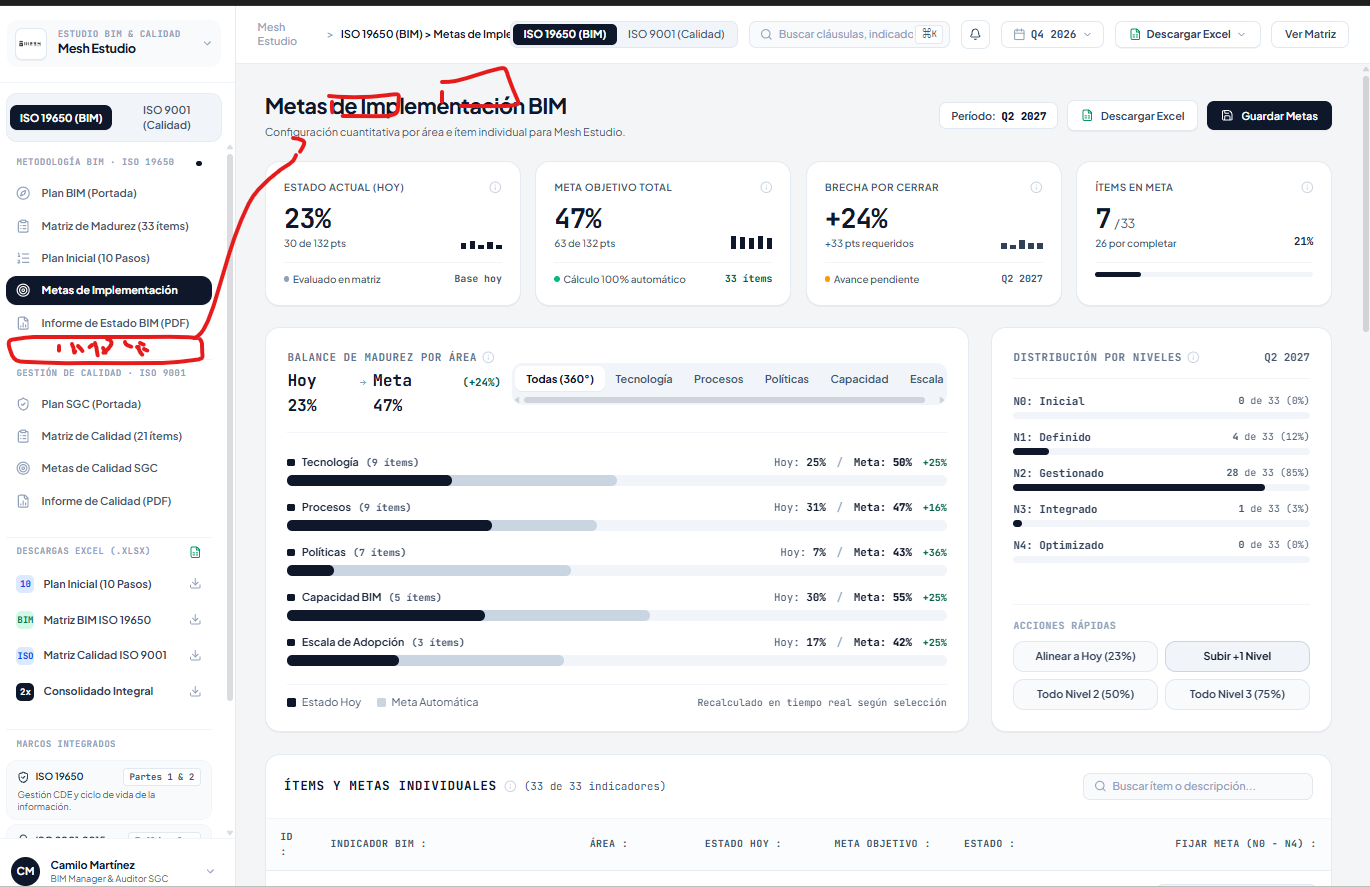 MESH
ESTUDIO BIM & CALIDAD
Mesh Estudio
ISO 19650 (BIM)
ISO 9001 (Calidad)
METODOLOGÍA BIM · ISO 19650
Plan BIM (Portada)
Matriz de Madurez (33 ítems)
Plan Inicial (10 Pasos)
Metas de Implementación
Informe de Estado BIM (PDF)
GESTIÓN DE CALIDAD · ISO 9001
Plan SGC (Portada)
Matriz de Calidad (21 ítems)
Metas de Calidad SGC
Informe de Calidad (PDF)
DESCARGAS EXCEL (.XLSX)
10 Plan Inicial (10 Pasos)
BIM Matriz BIM ISO 19650
ISO Matriz Calidad ISO 9001
2x Consolidado Integral
MARCOS INTEGRADOS
ISO 19650 Partes 1 & 2
Gestión CDE y ciclo de vida de la
información.
CM Camilo Martínez
BIM Manager & Auditor SGC
Mesh Estudio > ISO 19650 (BIM) > Metas de Imple
ISO 19650 (BIM) ISO 9001 (Calidad)
Buscar cláusulas, indicadc ⌘K
Q4 2026
Descargar Excel
Ver Matriz
Metas de Implementación BIM
Configuración cuantitativa por área e ítem individual para Mesh Estudio.
Período: Q2 2027
Descargar Excel
Guardar Metas
ESTADO ACTUAL (HOY)
23%
30 de 132 pts
Evaluado en matriz Base hoy
META OBJETIVO TOTAL
47%
63 de 132 pts
Cálculo 100% automático 33 ítems
BRECHA POR CERRAR
+24%
+33 pts requeridos
Avance pendiente Q2 2027
ÍTEMS EN META
7 /33
26 por completar 21%
BALANCE DE MADUREZ POR ÁREA
Hoy → Meta (+24%)
23% 47%
Todas (360°) Tecnología Procesos Políticas Capacidad Escala
Tecnología (9 ítems) Hoy: 25% / Meta: 50% +25%
Procesos (9 ítems) Hoy: 31% / Meta: 47% +16%
Políticas (7 ítems) Hoy: 7% / Meta: 43% +36%
Capacidad BIM (5 ítems) Hoy: 30% / Meta: 55% +25%
Escala de Adopción (3 ítems) Hoy: 17% / Meta: 42% +25%
Estado Hoy Meta Automática Recalculado en tiempo real según selección
DISTRIBUCIÓN POR NIVELES Q2 2027
N0: Inicial 0 de 33 (0%)
N1: Definido 4 de 33 (12%)
N2: Gestionado 28 de 33 (85%)
N3: Integrado 1 de 33 (3%)
N4: Optimizado 0 de 33 (0%)
ACCIONES RÁPIDAS
Alinear a Hoy (23%) Subir +1 Nivel
Todo Nivel 2 (50%) Todo Nivel 3 (75%)
ÍTEMS Y METAS INDIVIDUALES (33 de 33 indicadores)
Buscar ítem o descripción...
ID : INDICADOR BIM : ÁREA : ESTADO HOY : META OBJETIVO : ESTADO : FIJAR META (N0 - N4) :